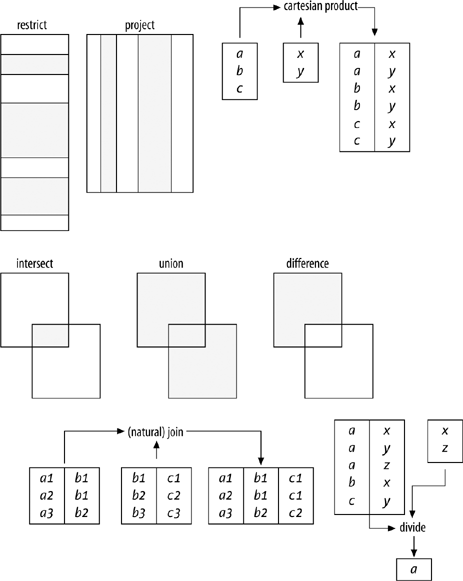 restrict
project
cartesian product
a
b
c
x
y
a x
a y
b x
b y
c x
c y
intersect
union
difference
(natural) join
a1 b1
a2 b1
a3 b2
b1 c1
b2 c2
b3 c3
a1 b1 c1
a2 b1 c1
a3 b2 c2
a x
a y
a z
b x
c y
x
z
divide
a